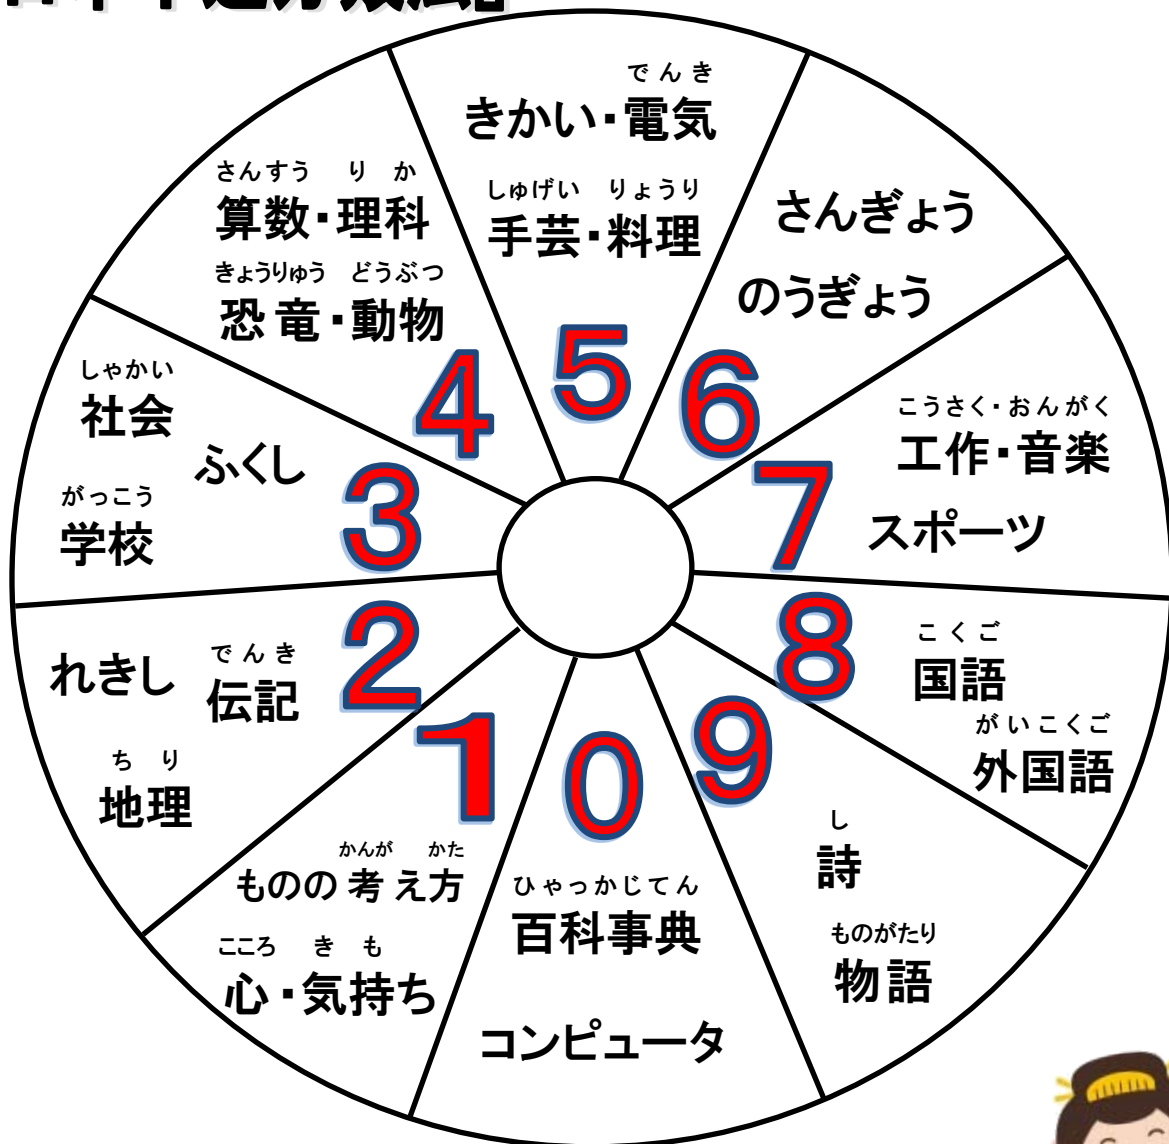 でんき
きかい・電気
しゅげい りょうり
手芸・料理
5
さんぎょう
のうぎょう
6
こうさく・おんがく
工作・音楽
スポーツ
7
こくご
国語
がいこくご
外国語
8
し
詩
ものがたり
物語
9
0
ひゃっかじてん
百科事典
コンピュータ
1
かんが かた
ものの考え方
こころ き も
心・気持ち
2
れきし
でんき
伝記
ちり
地理
しゃかい
社会
ふくし
がっこう
学校
3
さんすう りか
算数・理科
きょうりゅう どうぶつ
恐竜・動物
4